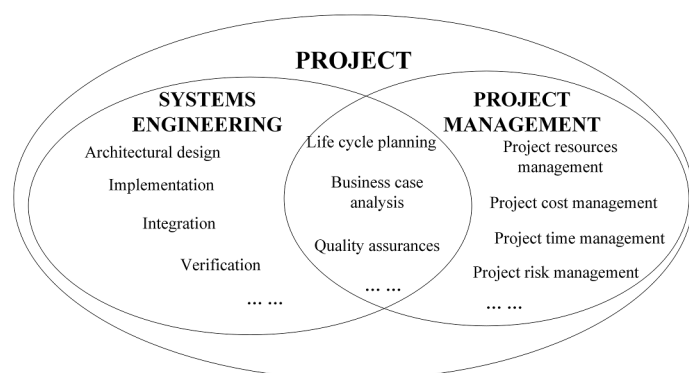 PROJECT
SYSTEMS
ENGINEERING
Architectural design
Implementation
Integration
Verification
... ...
Life cycle planning
Business case
analysis
Quality assurances
... ...
PROJECT
MANAGEMENT
Project resources
management
Project cost management
Project time management
Project risk management
... ...